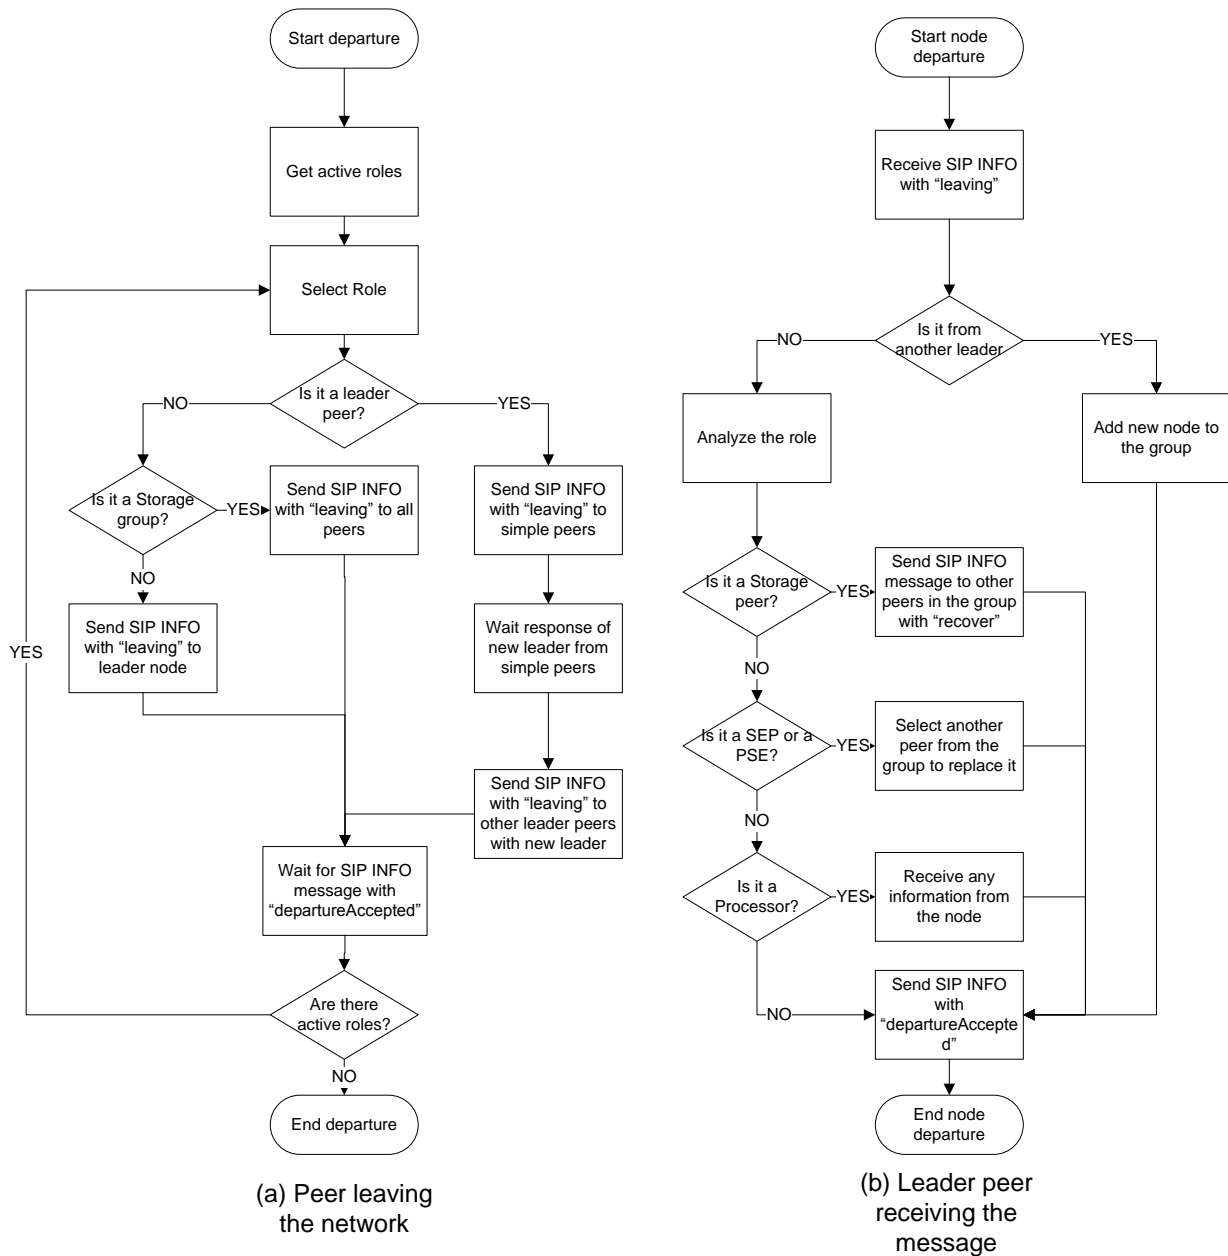 Start departure
Get active roles
Select Role
Is it a leader
peer?
NO
YES
Is it a Storage
group?
YES
Send SIP INFO
with “leaving” to all
peers
Send SIP INFO
with “leaving” to
simple peers
NO
Send SIP INFO
with “leaving” to
leader node
Wait response of
new leader from
simple peers
YES
Send SIP INFO
with “leaving” to
other leader peers
with new leader
Wait for SIP INFO
message with
“departureAccepted”
Are there
active roles?
NO
End departure
(a) Peer leaving
the network
Start node
departure
Receive SIP INFO
with “leaving”
Is it from
another leader
NO
YES
Analyze the role
Add new node to
the group
Is it a Storage
peer?
YES
Send SIP INFO
message to other
peers in the group
with “recover”
NO
Is it a SEP or a
PSE?
YES
Select another
peer from the
group to replace it
NO
Is it a
Processor?
YES
Receive any
information from
the node
NO
Send SIP INFO
with
“departureAccepte
d”
End node
departure
(b) Leader peer
receiving the
message